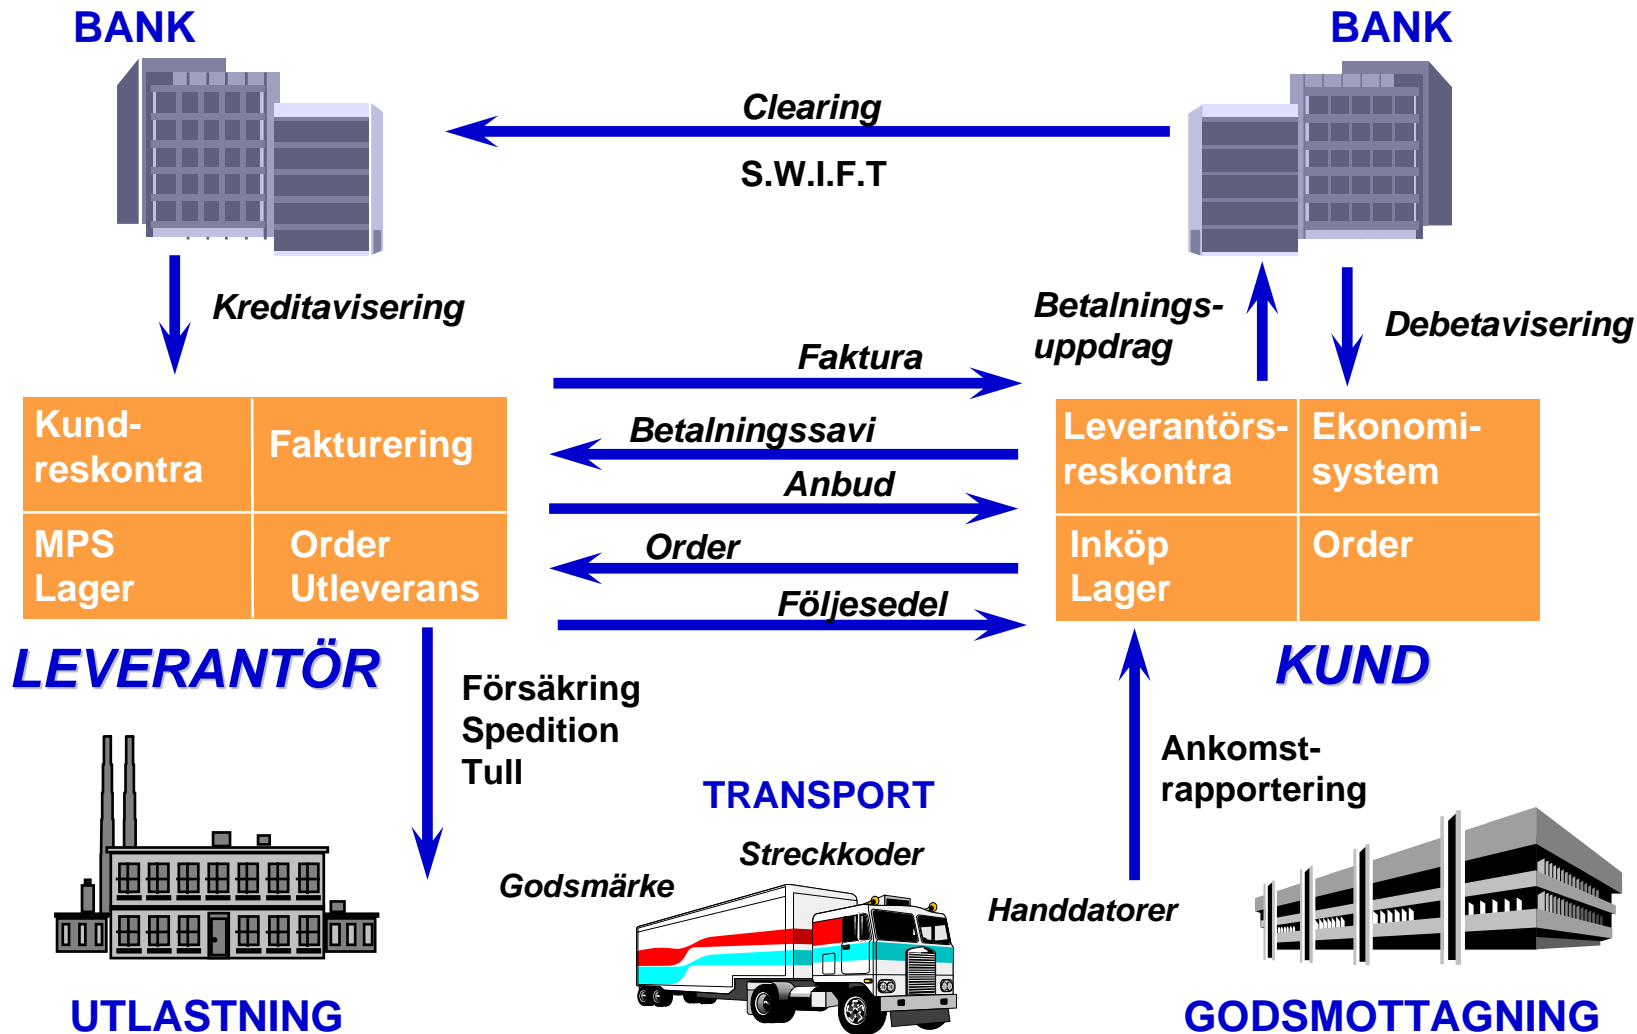 BANK
BANK
Clearing
S.W.I.F.T
Kreditavisering
Betalnings-
uppdrag
Debetavisering
Faktura
Betalningssavi
Anbud
Order
Följesedel
Kund-
reskontra
Fakturering
MPS
Lager
Order
Utleverans
Leverantörs-
reskontra
Ekonomi-
system
Inköp
Lager
Order
LEVERANTÖR
KUND
Försäkring
Spedition
Tull
Ankomst-
rapportering
TRANSPORT
Streckkoder
Godsmärke
Handdatorer
UTLASTNING
GODSMOTTAGNING